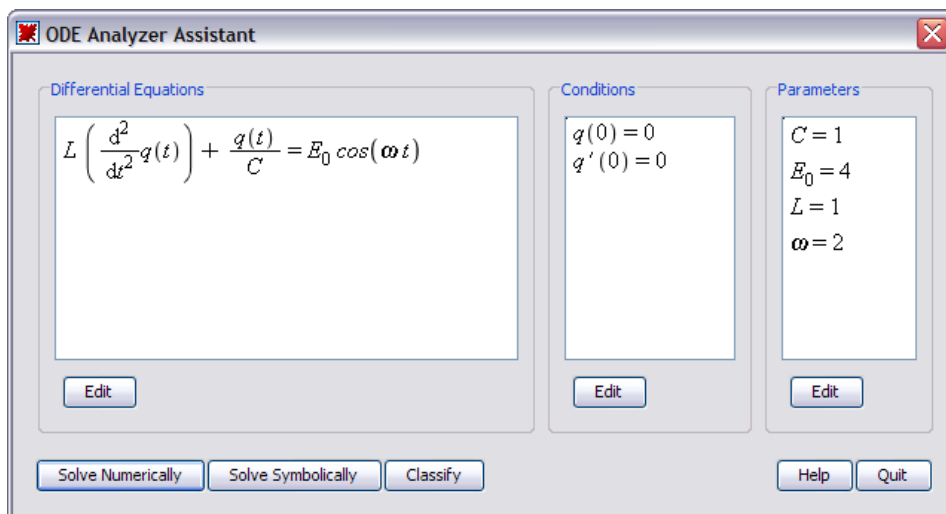 ODE Analyzer Assistant
Differential Equations
L (d²/dt² q(t)) + q(t)/C = E₀ cos(ω t)
Edit
Conditions
q(0) = 0
q'(0) = 0
Edit
Parameters
C = 1
E₀ = 4
L = 1
ω = 2
Edit
Solve Numerically
Solve Symbolically
Classify
Help
Quit